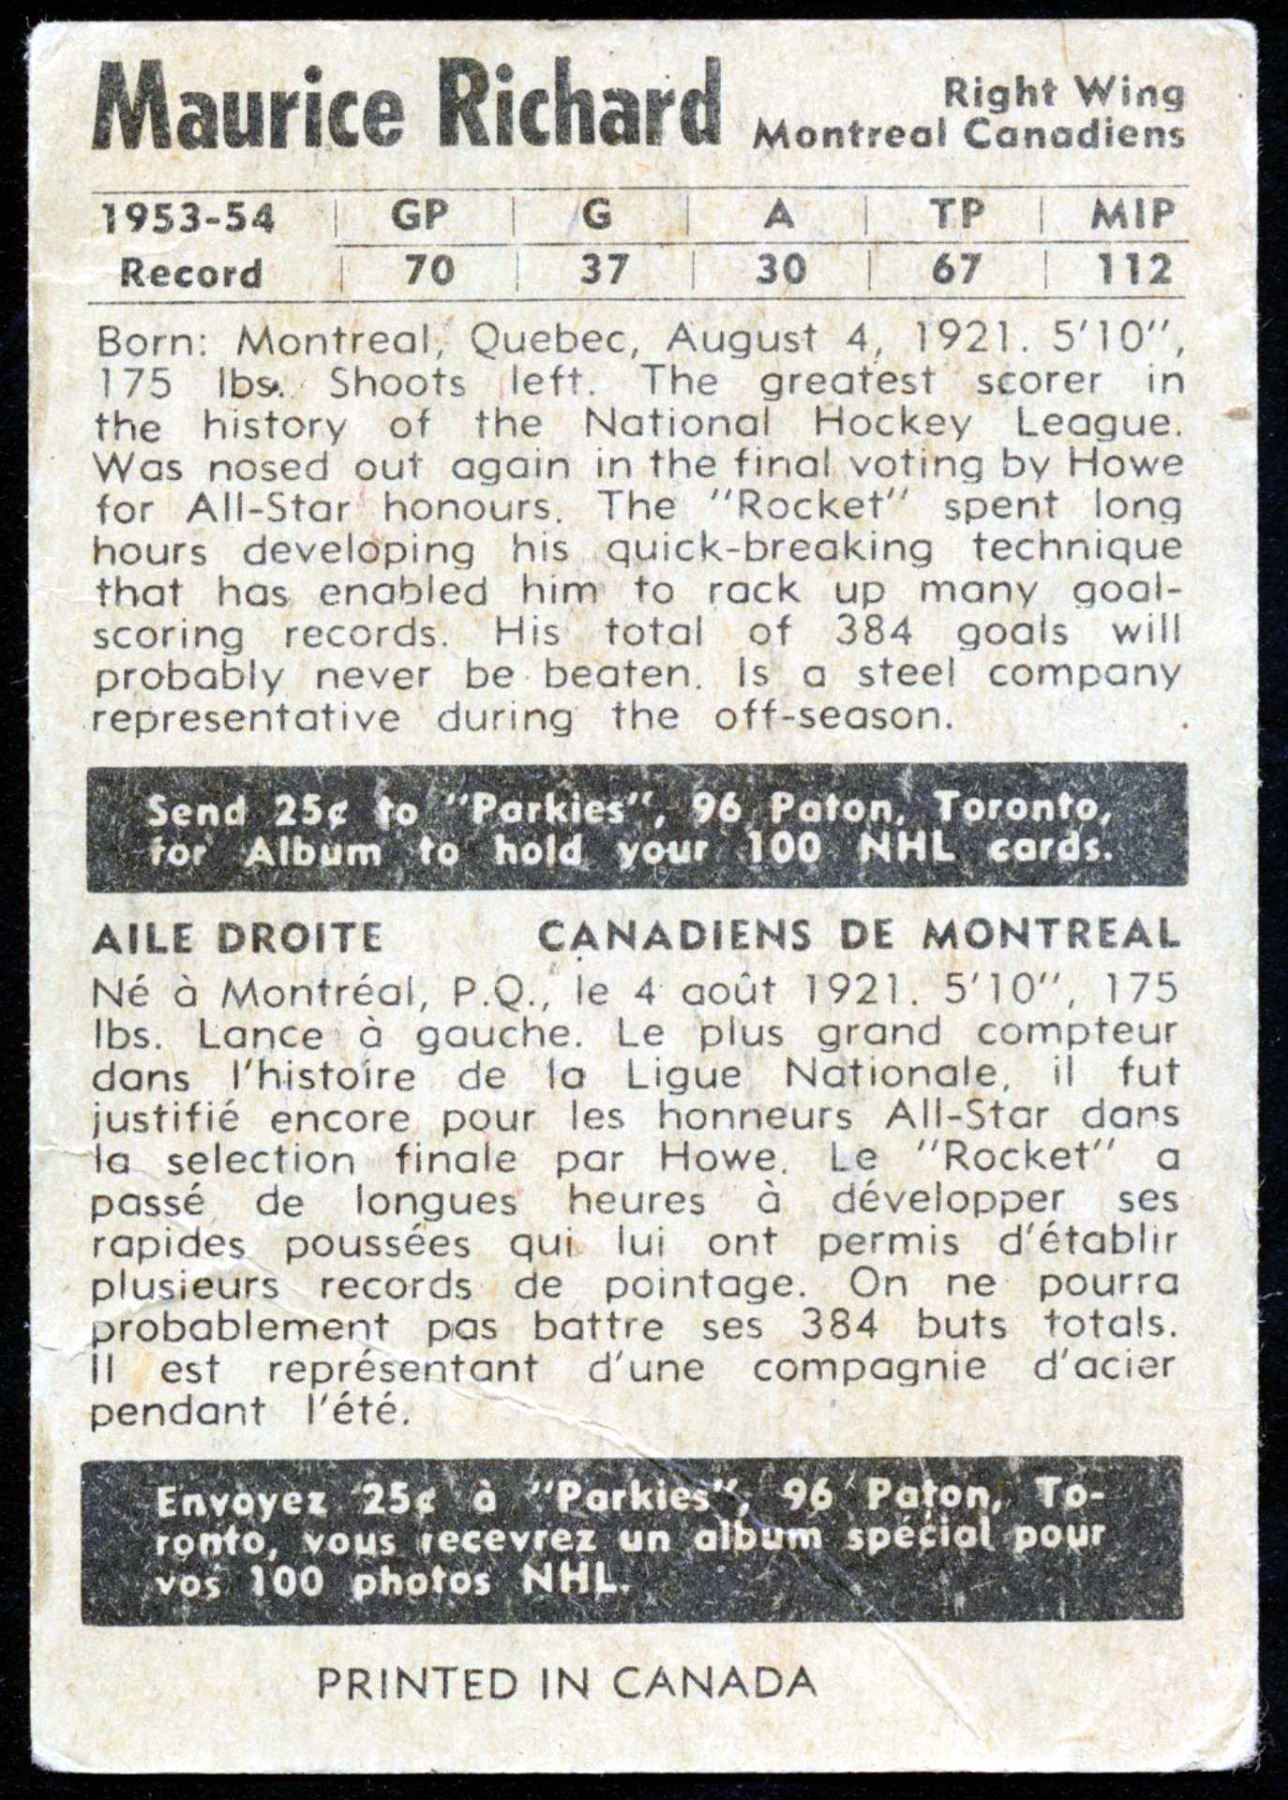 Maurice Richard
Right Wing
Montreal Canadiens
1953-54 | GP | G | A | TP | MIP
Record | 70 | 37 | 30 | 67 | 112
Born: Montreal, Quebec, August 4, 1921. 5'10",
175 lbs. Shoots left. The greatest scorer in
the history of the National Hockey League.
Was nosed out again in the final voting by Howe
for All-Star honours. The "Rocket" spent long
hours developing his quick-breaking technique
that has enabled him to rack up many goal-
scoring records. His total of 384 goals will
probably never be beaten. Is a steel company
representative during the off-season.
Send 25¢ to "Parkies", 96 Paton, Toronto,
for Album to hold your 100 NHL cards.
AILE DROITE CANADIENS DE MONTREAL
Né à Montréal, P.Q., le 4 août 1921. 5'10", 175
lbs. Lance à gauche. Le plus grand compteur
dans l'histoire de la Ligue Nationale, il fut
justifié encore pour les honneurs All-Star dans
la selection finale par Howe. Le "Rocket" a
passé de longues heures à développer ses
rapides poussées qui lui ont permis d'établir
plusieurs records de pointage. On ne pourra
probablement pas battre ses 384 buts totals.
Il est représentant d'une compagnie d'acier
pendant l'été.
Envoyez 25¢ à "Parkies", 96 Paton, To-
ronto, vous recevrez un album spécial pour
vos 100 photos NHL.
PRINTED IN CANADA